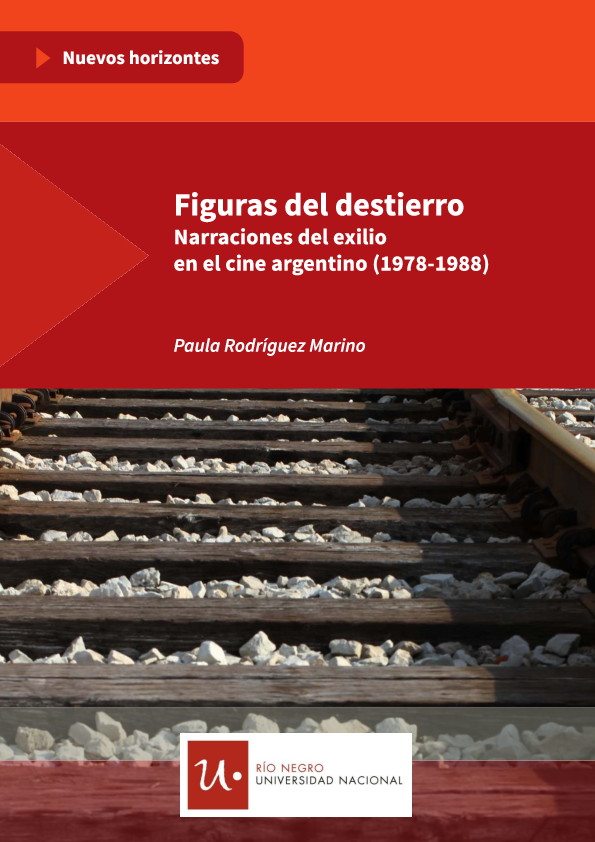 Nuevos horizontes
Figuras del destierro
Narraciones del exilio
en el cine argentino (1978-1988)
Paula Rodríguez Marino
RÍO NEGRO
UNIVERSIDAD NACIONAL